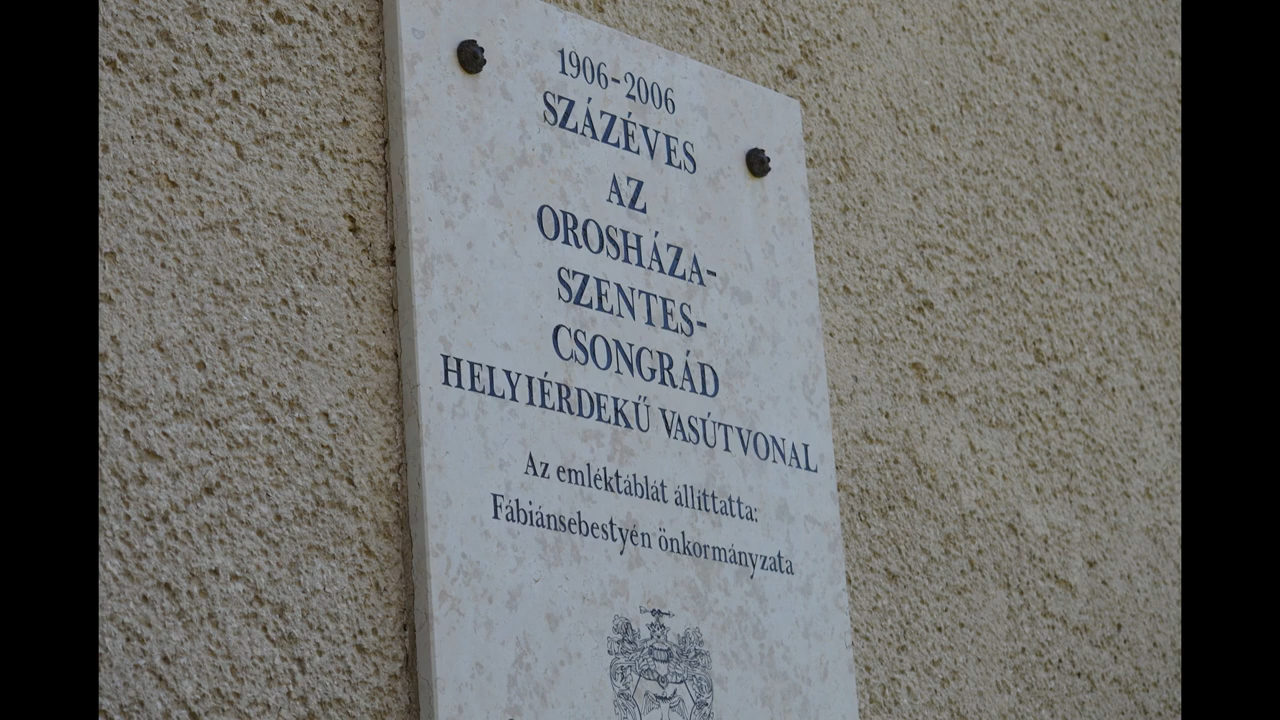 1906-2006
SZÁZÉVES
AZ
OROSHÁZA-
SZENTES-
CSONGRÁD
HELYIÉRDEKŰ VASÚTVONAL
Az emléktáblát állíttatta:
Fábiánsebestyén önkormányzata